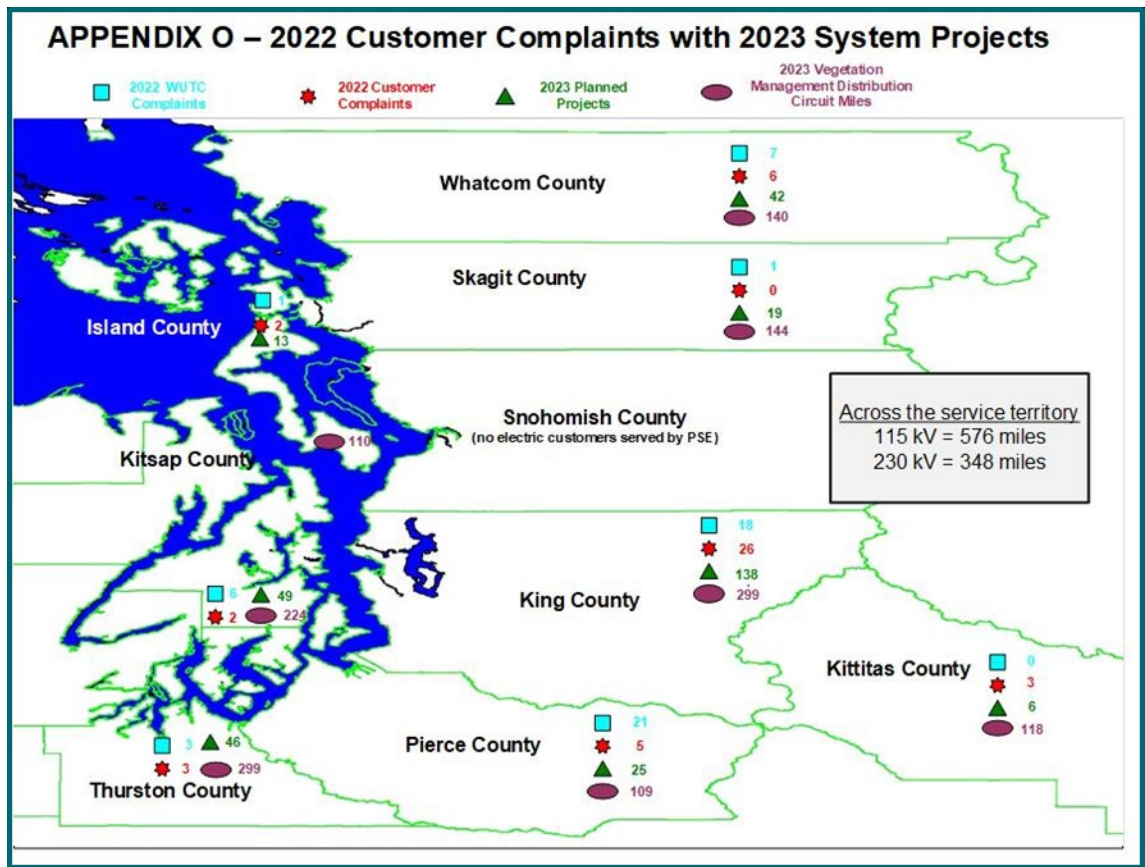 APPENDIX O – 2022 Customer Complaints with 2023 System Projects
2022 WUTC
Complaints
2022 Customer
Complaints
2023 Planned
Projects
2023 Vegetation
Management Distribution
Circuit Miles
Whatcom County
7
6
42
140
Skagit County
1
0
19
144
Island County
1
2
13
Snohomish County
(no electric customers served by PSE)
110
Across the service territory
115 kV = 576 miles
230 kV = 348 miles
Kitsap County
6
49
2
224
King County
18
26
138
299
Kittitas County
0
3
6
118
Pierce County
21
5
25
109
3
46
3
299
Thurston County